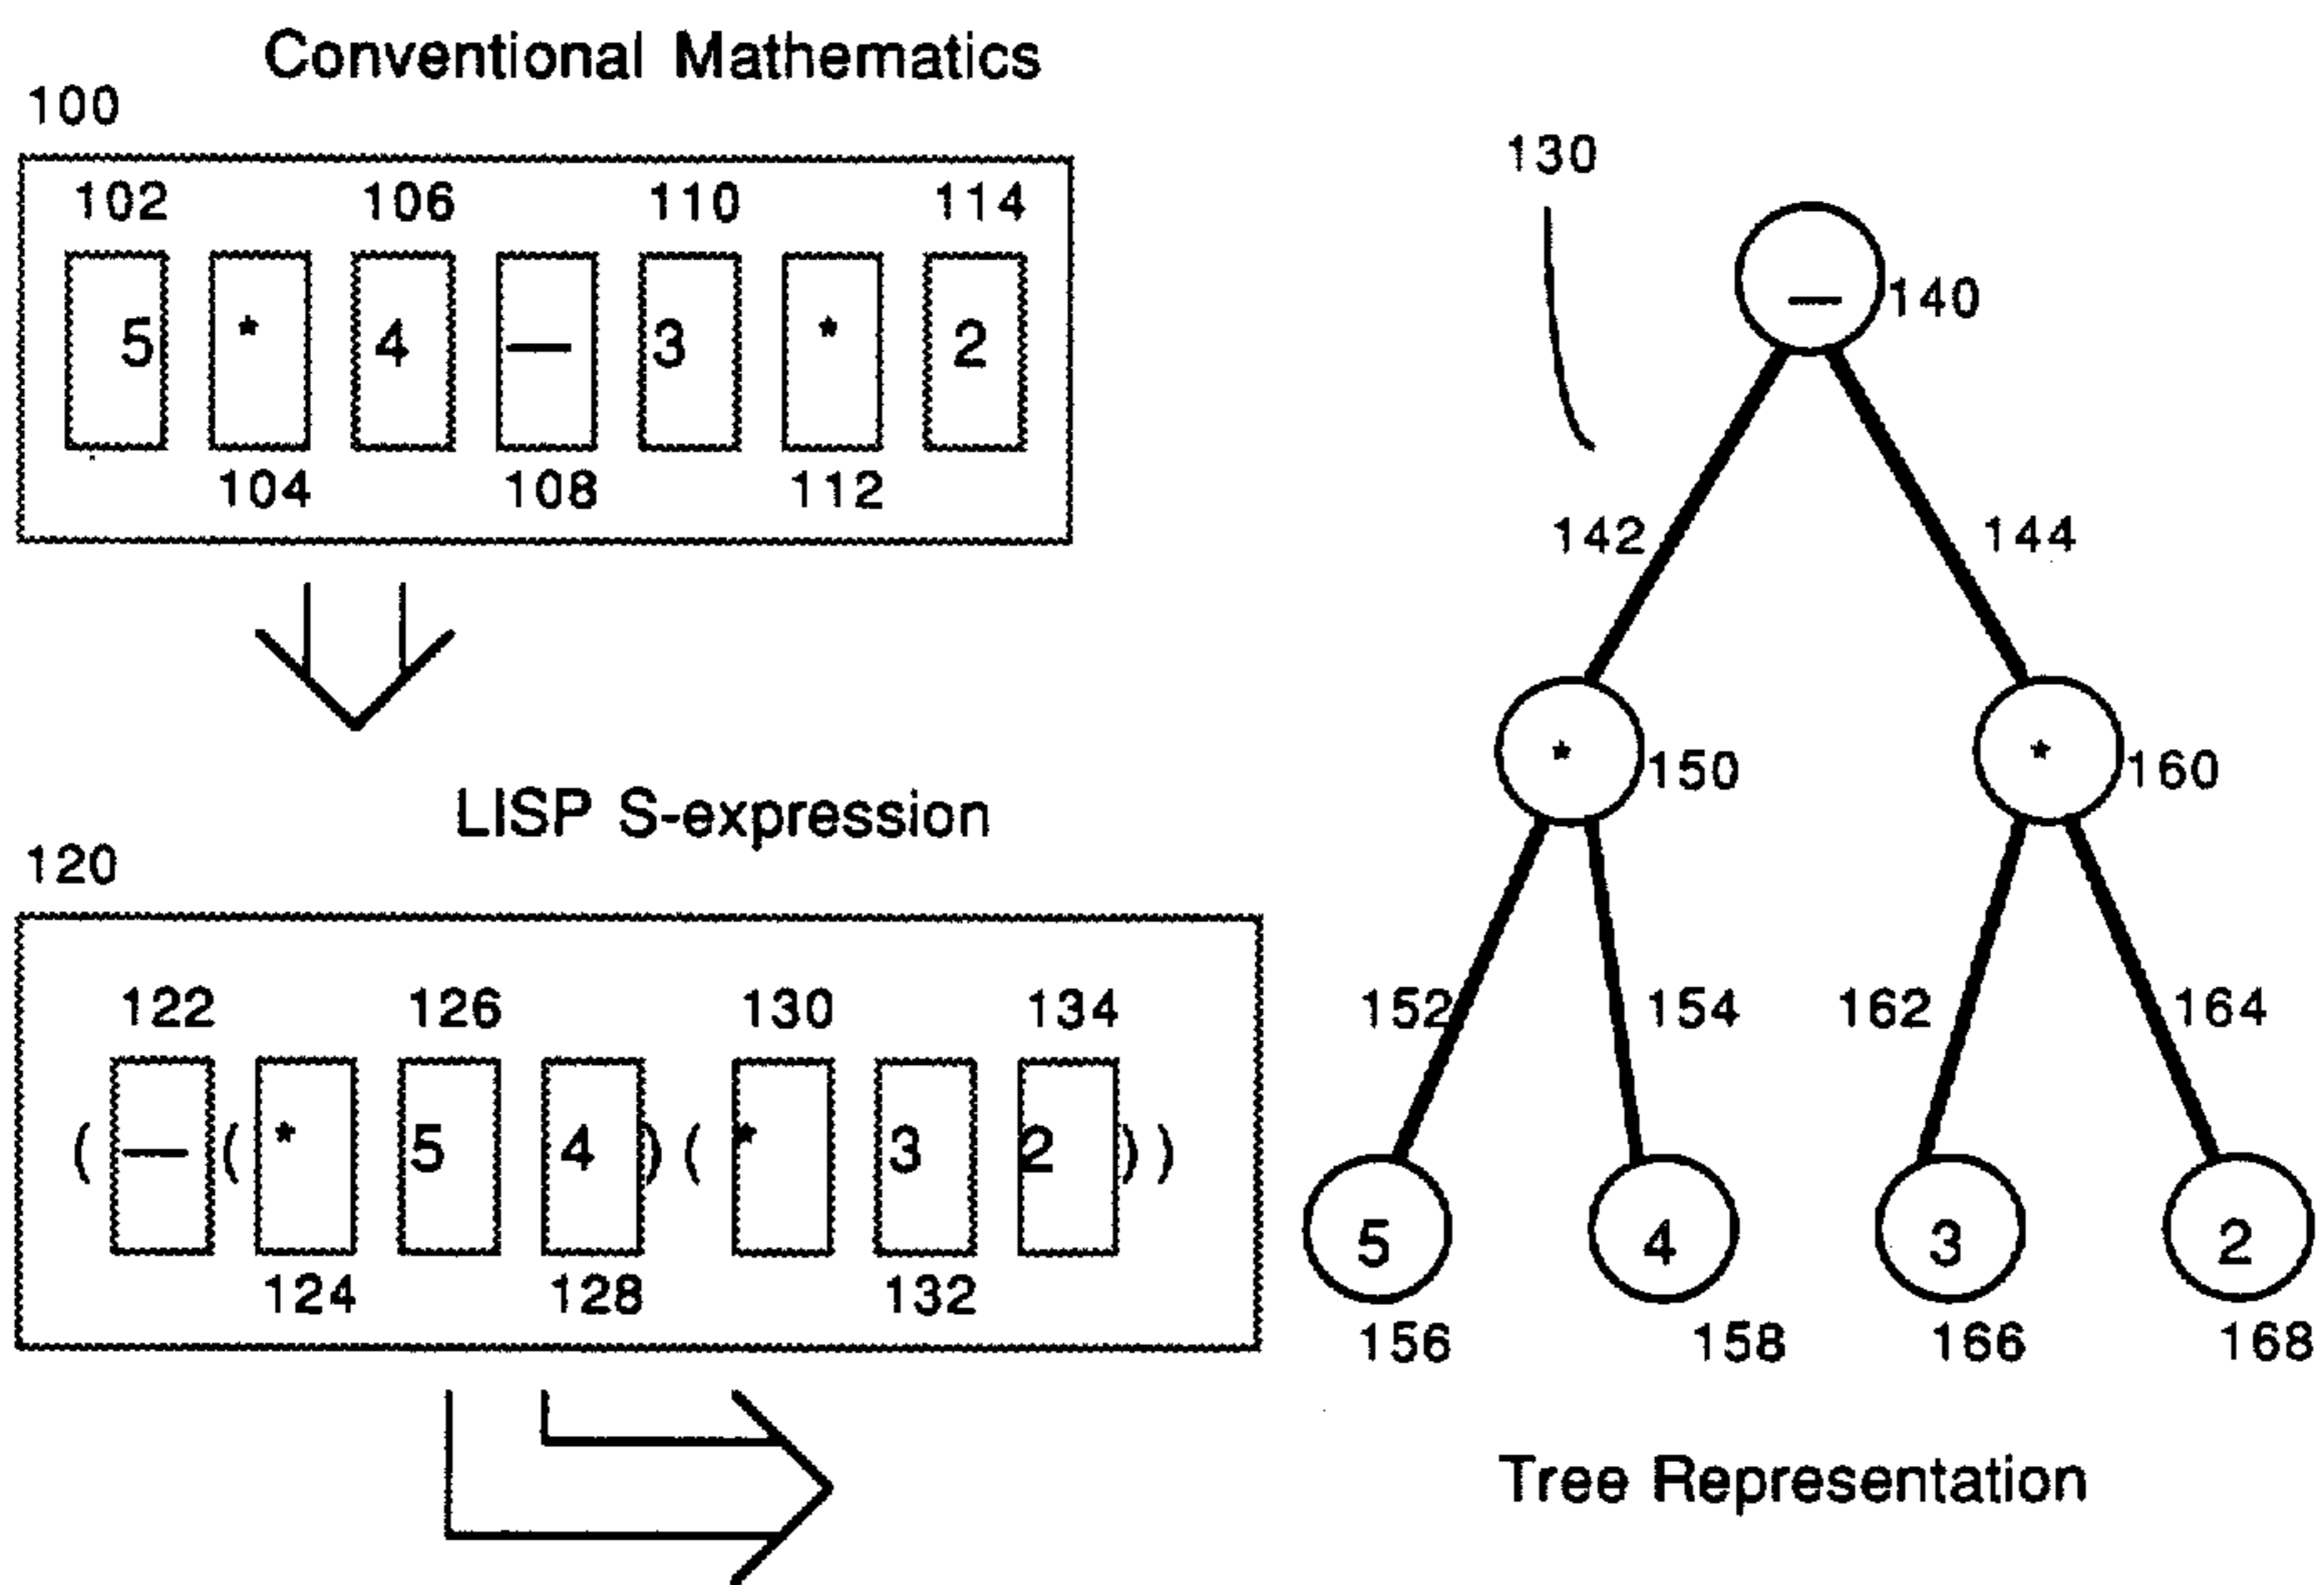 Conventional Mathematics
100
102 106 110 114
5 * 4 — 3 * 2
104 108 112
LISP S-expression
120
122 126 130 134
( — ( * 5 4 ) ( * 3 2 ) )
124 128 132
130
— 140
142 144
* 150 * 160
152 154 162 164
5 4 3 2
156 158 166 168
Tree Representation